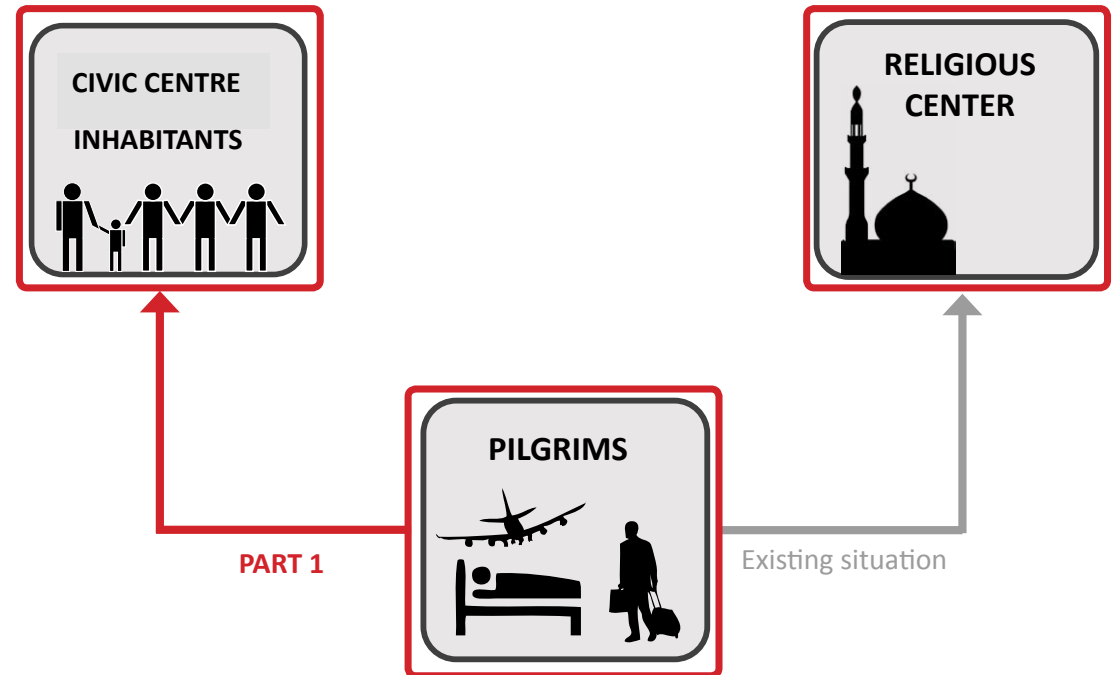 CIVIC CENTRE
INHABITANTS
RELIGIOUS
CENTER
PILGRIMS
PART 1
Existing situation